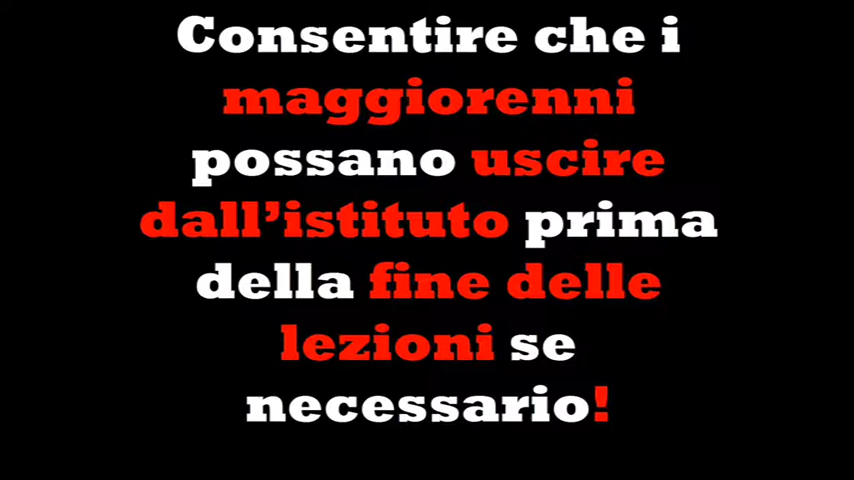 Consentire che i
maggiorenni
possano uscire
dall’istituto prima
della fine delle
lezioni se
necessario!